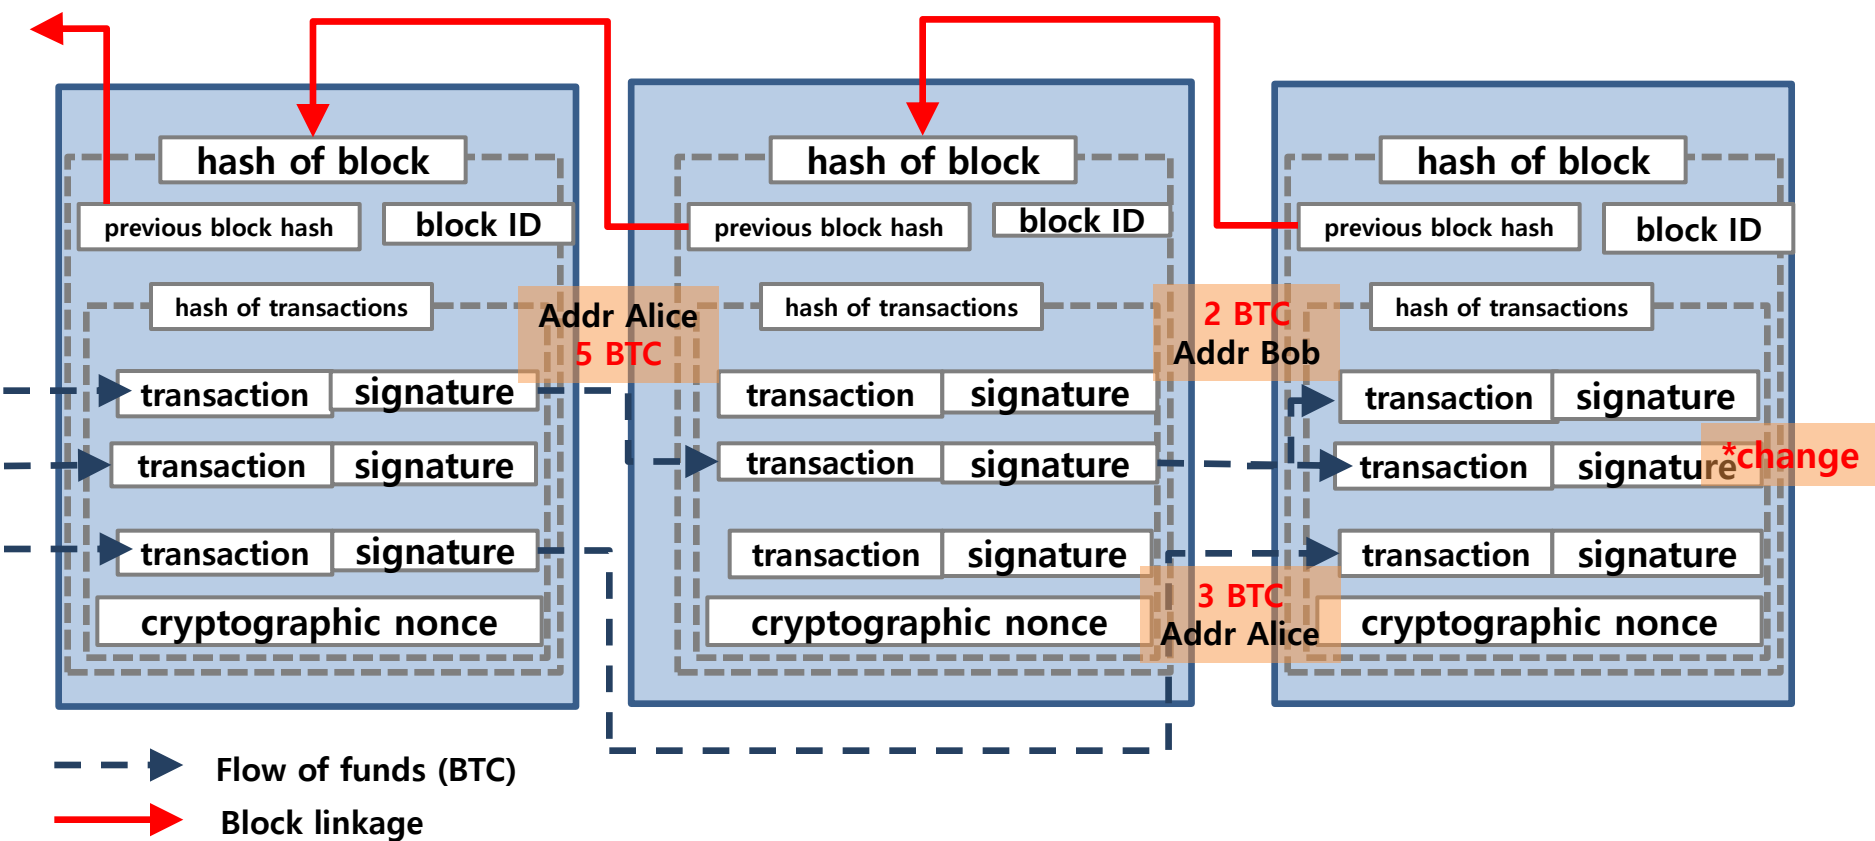 hash of block
previous block hash
block ID
hash of transactions
transaction
signature
transaction
signature
transaction
signature
cryptographic nonce
Addr Alice
5 BTC
hash of block
previous block hash
block ID
hash of transactions
transaction
signature
transaction
signature
transaction
signature
cryptographic nonce
2 BTC
Addr Bob
3 BTC
Addr Alice
hash of block
previous block hash
block ID
hash of transactions
transaction
signature
transaction
signature
*change
transaction
signature
cryptographic nonce
Flow of funds (BTC)
Block linkage